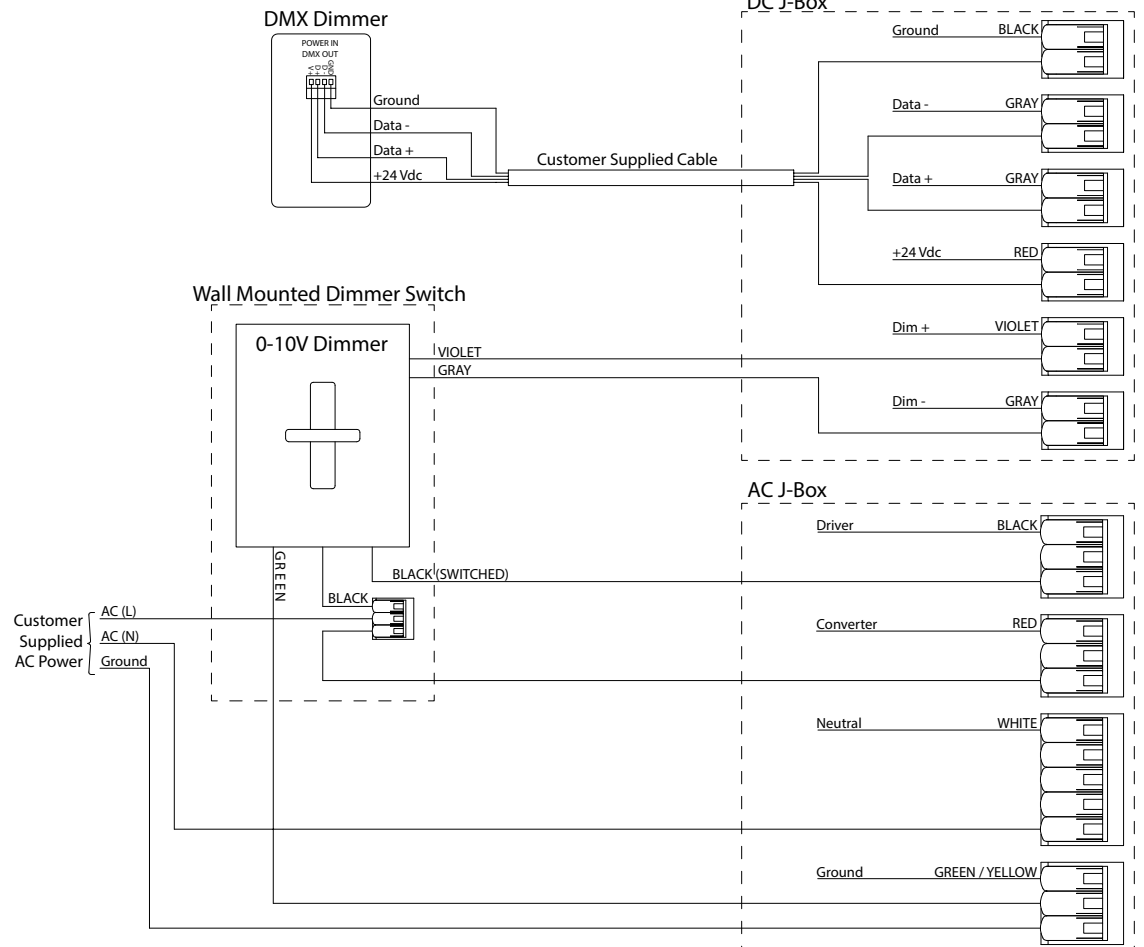 DMX Dimmer
POWER IN
DMX OUT
V+
D+
D-
GND
Ground
Data -
Data +
+24 Vdc
Customer Supplied Cable
DC J-Box
Ground BLACK
Data - GRAY
Data + GRAY
+24 Vdc RED
Dim + VIOLET
Dim - GRAY
Wall Mounted Dimmer Switch
0-10V Dimmer
VIOLET
GRAY
GREEN
BLACK (SWITCHED)
BLACK
Customer
Supplied
AC Power
AC (L)
AC (N)
Ground
AC J-Box
Driver BLACK
Converter RED
Neutral WHITE
Ground GREEN / YELLOW